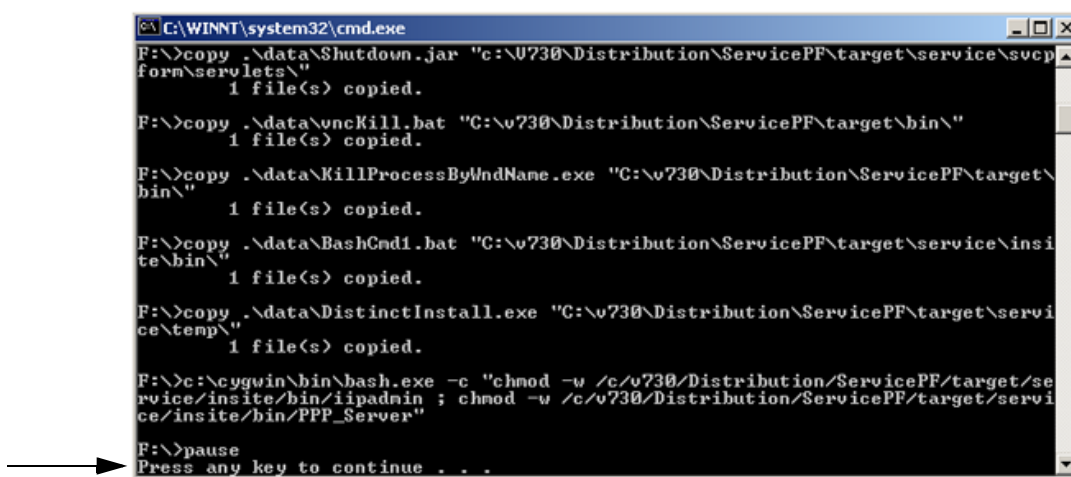 C:\WINNT\system32\cmd.exe
F:\>copy .\data\Shutdown.jar "c:\V730\Distribution\ServicePF\target\service\svcp
form\servlets\"
        1 file(s) copied.
F:\>copy .\data\vncKill.bat "C:\v730\Distribution\ServicePF\target\bin\"
        1 file(s) copied.
F:\>copy .\data\KillProcessByWndName.exe "C:\v730\Distribution\ServicePF\target\
bin\"
        1 file(s) copied.
F:\>copy .\data\BashCmd1.bat "C:\v730\Distribution\ServicePF\target\service\insi
te\bin\"
        1 file(s) copied.
F:\>copy .\data\DistinctInstall.exe "C:\v730\Distribution\ServicePF\target\servi
ce\temp\"
        1 file(s) copied.
F:\>c:\cygwin\bin\bash.exe -c "chmod -w /c/v730/Distribution/ServicePF/target/se
rvice/insite/bin/iipadmin ; chmod -w /c/v730/Distribution/ServicePF/target/servi
ce/insite/bin/PPP_Server"
F:\>pause
Press any key to continue . . .